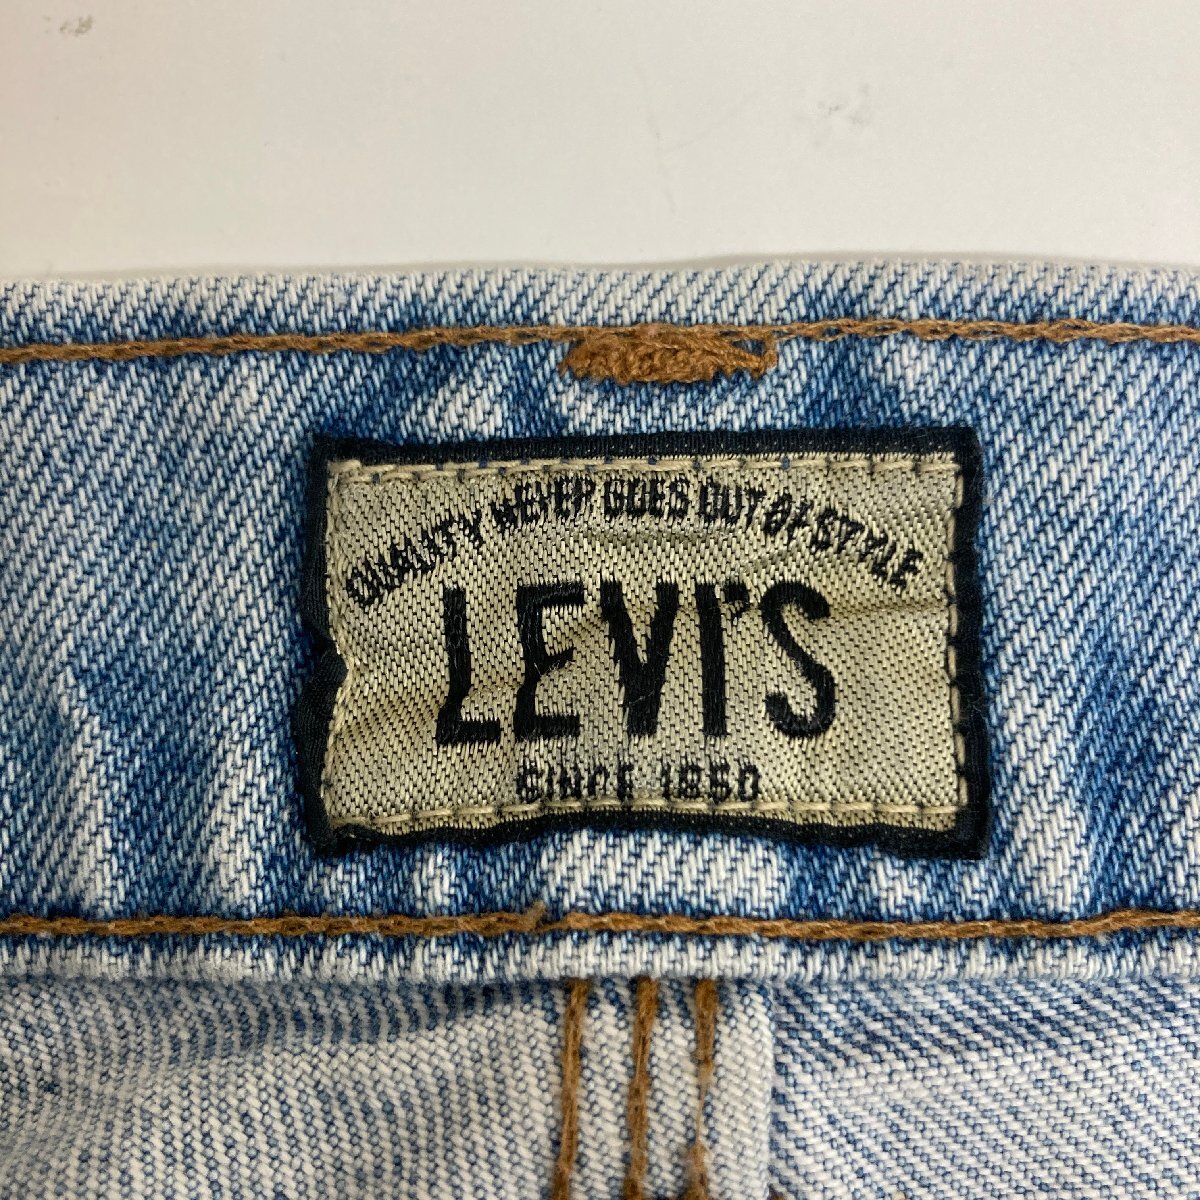 QUALITY NEVER GOES OUT OF STYLE
LEVI'S
SINCE 1850